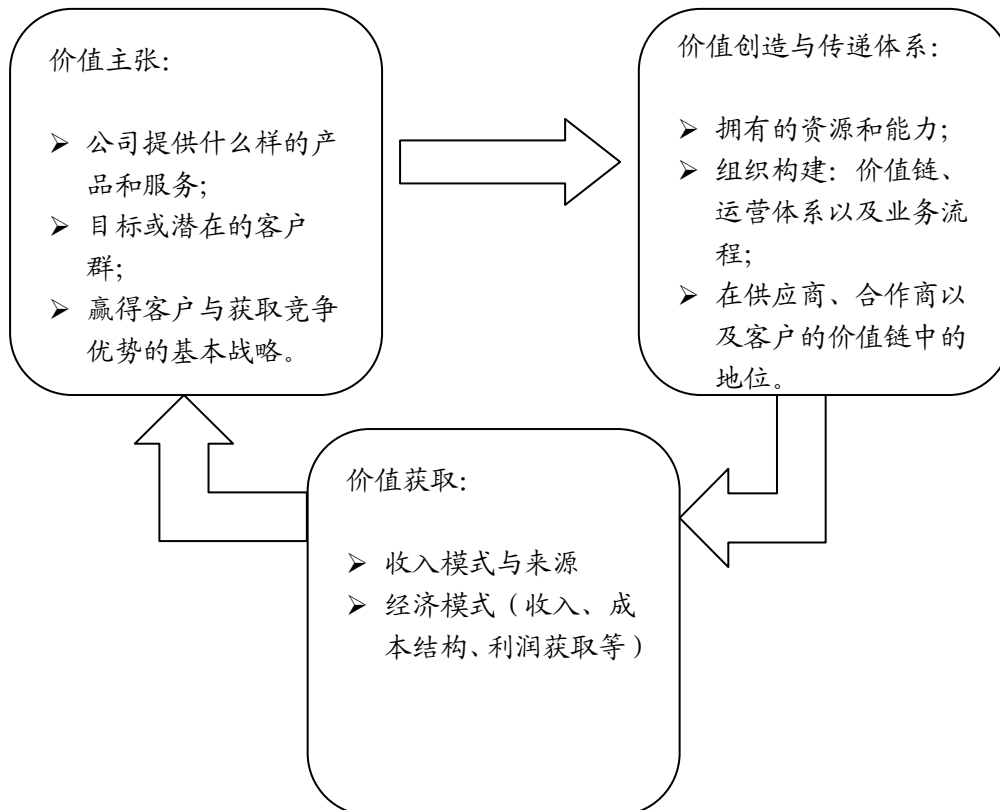 价值主张：
➢ 公司提供什么样的产
品和服务；
➢ 目标或潜在的客户
群；
➢ 赢得客户与获取竞争
优势的基本战略。
价值创造与传递体系：
➢ 拥有的资源和能力；
➢ 组织构建：价值链、
运营体系以及业务流
程；
➢ 在供应商、合作商以
及客户的价值链中的
地位。
价值获取：
➢ 收入模式与来源
➢ 经济模式（收入、成
本结构、利润获取等）